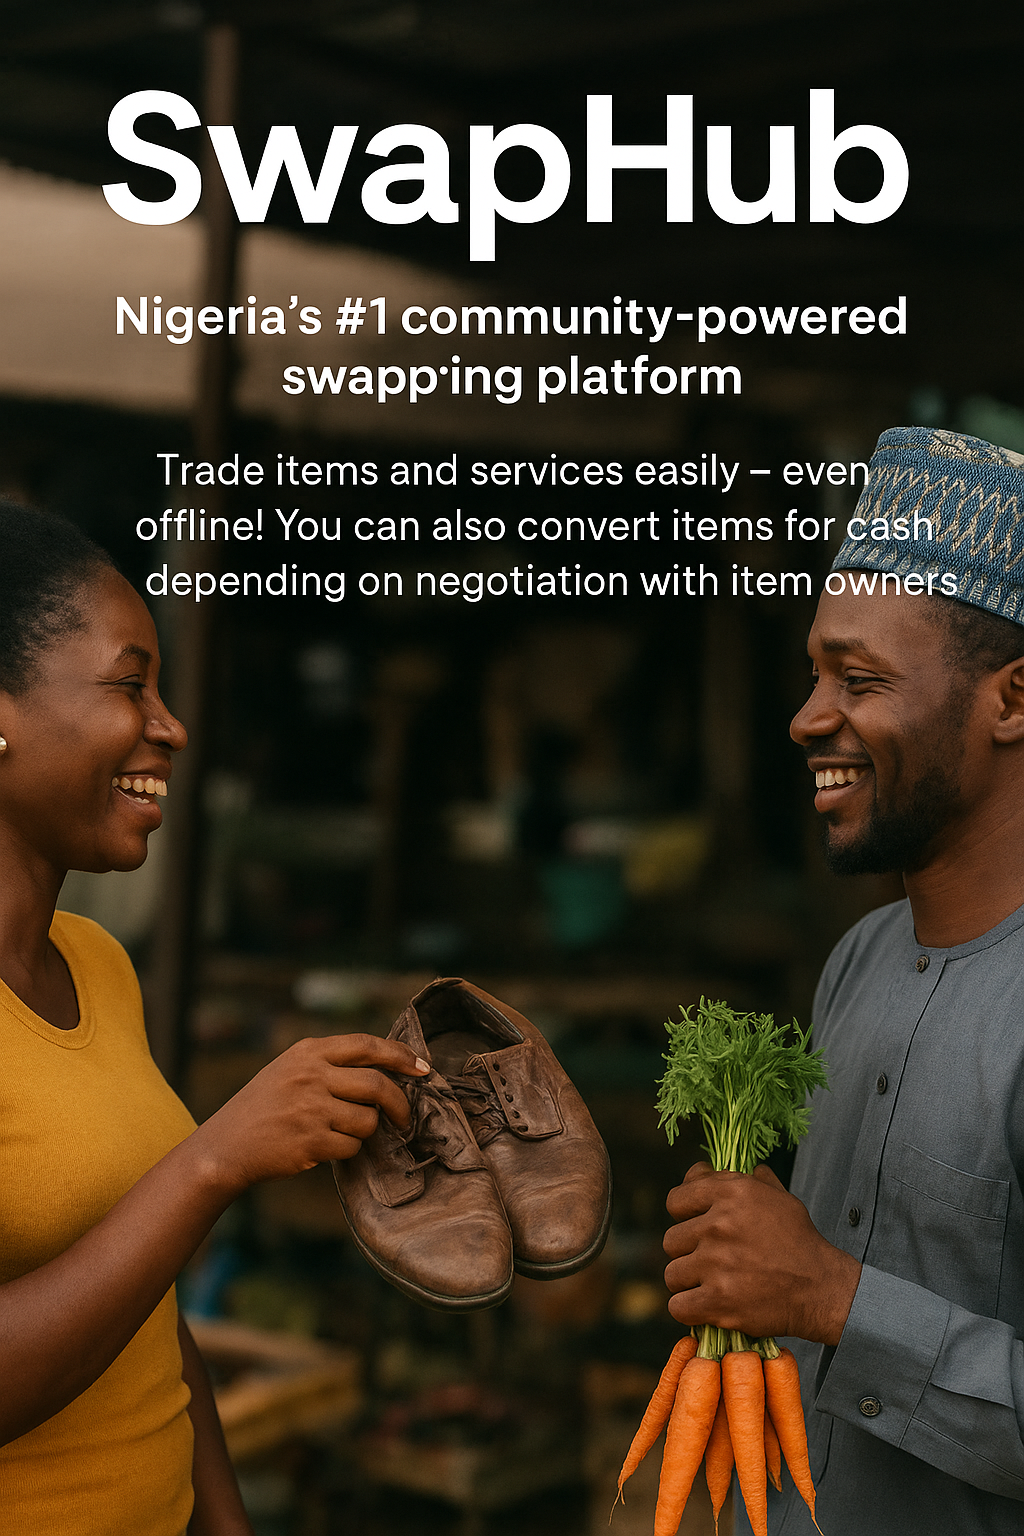 SwapHub
Nigeria’s #1 community-powered
swapp·ing platform
Trade items and services easily – even
offline! You can also convert items for cash
depending on negotiation with item owners